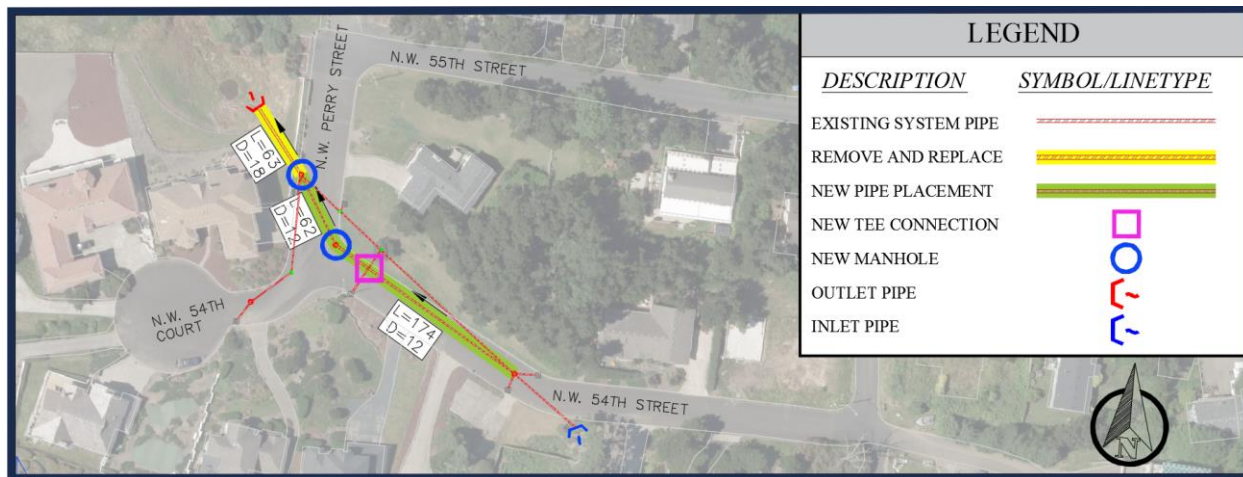 N.W. 55TH STREET
N.W. PERRY STREET
L=63
D=18
L=62
D=12
N.W. 54TH
COURT
L=174
D=12
N.W. 54TH STREET
LEGEND
DESCRIPTION SYMBOL/LINETYPE
EXISTING SYSTEM PIPE
REMOVE AND REPLACE
NEW PIPE PLACEMENT
NEW TEE CONNECTION
NEW MANHOLE
OUTLET PIPE
INLET PIPE
N